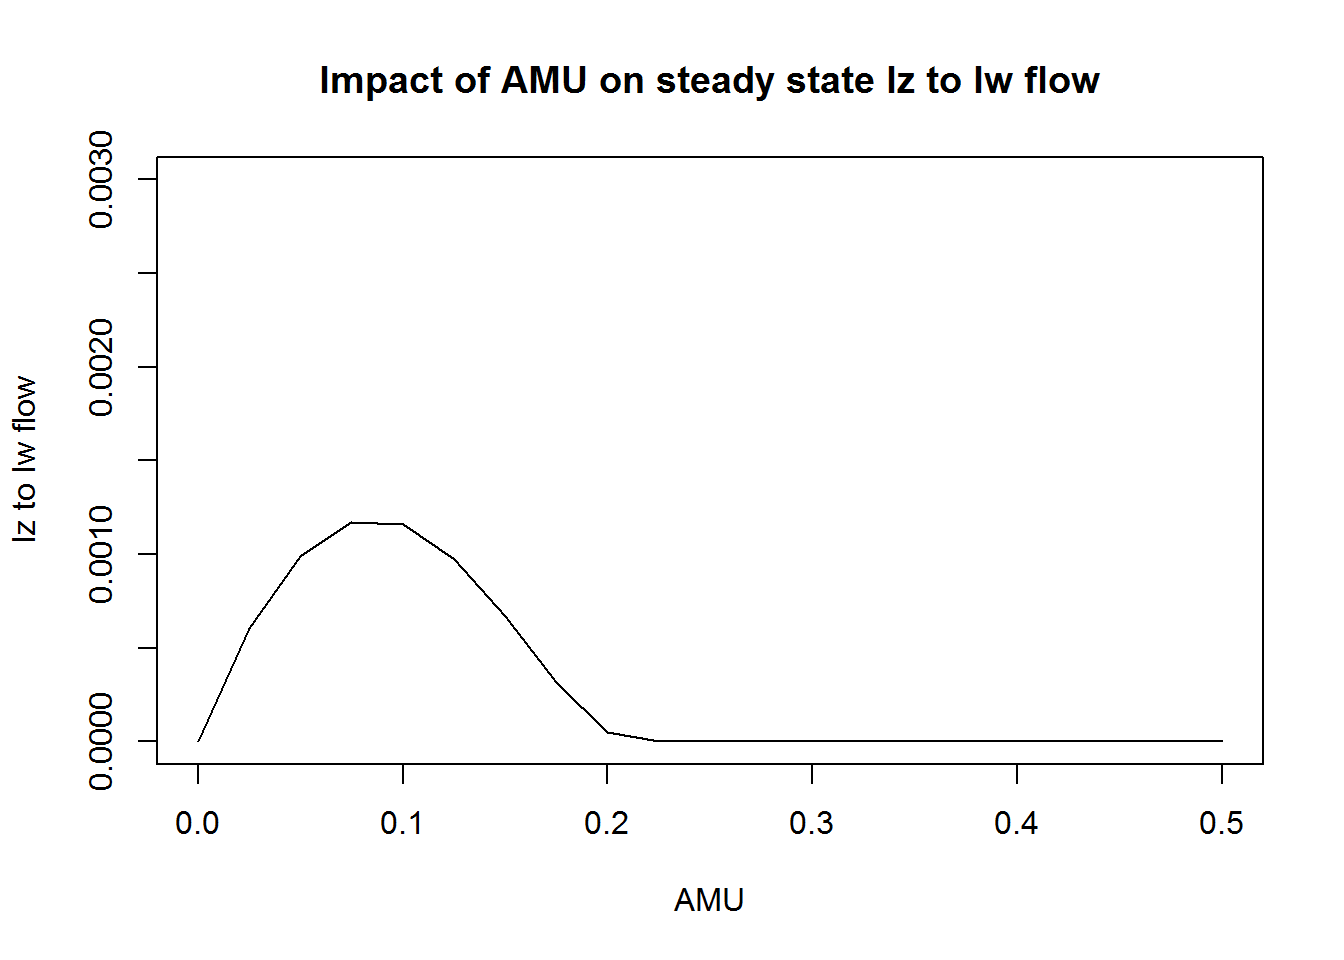 Impact of AMU on steady state Iz to Iw flow
Iz to Iw flow
0.0030
0.0020
0.0010
0.0000
0.0 0.1 0.2 0.3 0.4 0.5
AMU